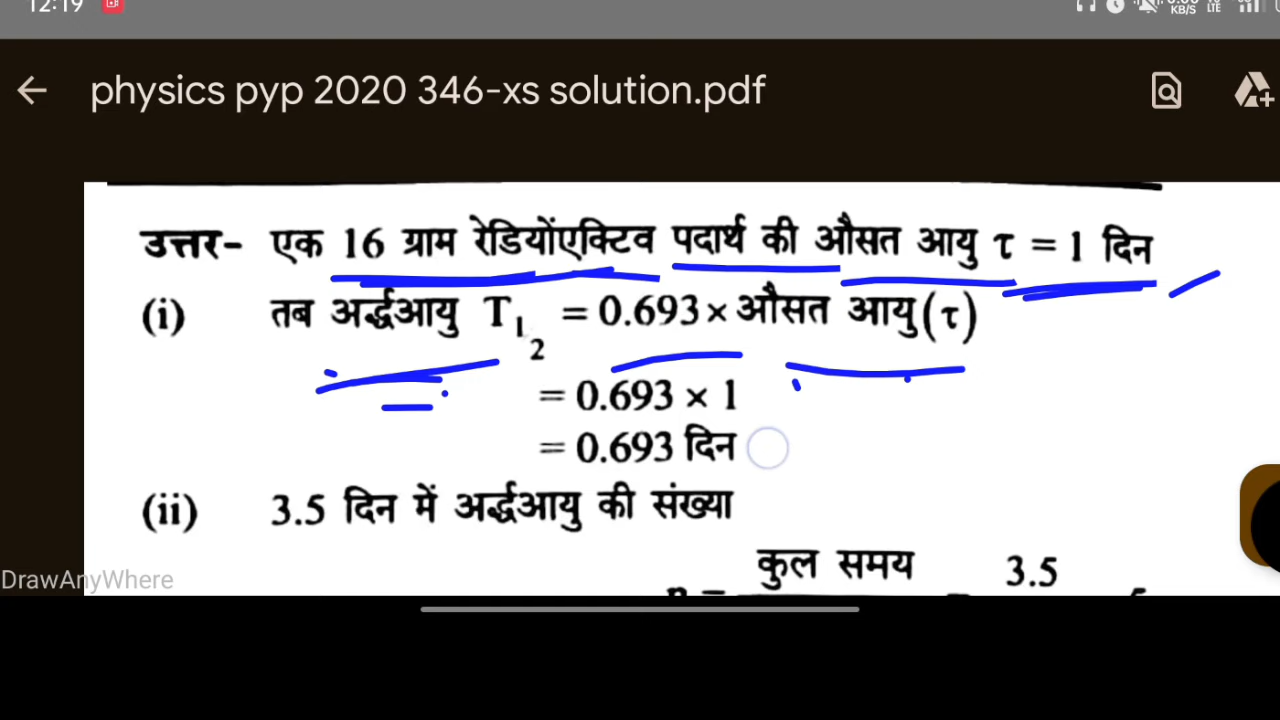 12:19
KB/S LTE
physics pyp 2020 346-xs solution.pdf
उत्तर- एक 16 ग्राम रेडियोंएक्टिव पदार्थ की औसत आयु τ = 1 दिन
(i) तब अर्द्धआयु T1/2 = 0.693 × औसत आयु (τ)
= 0.693 × 1
= 0.693 दिन
(ii) 3.5 दिन में अर्द्धआयु की संख्या
कुल समय 3.5
DrawAnyWhere